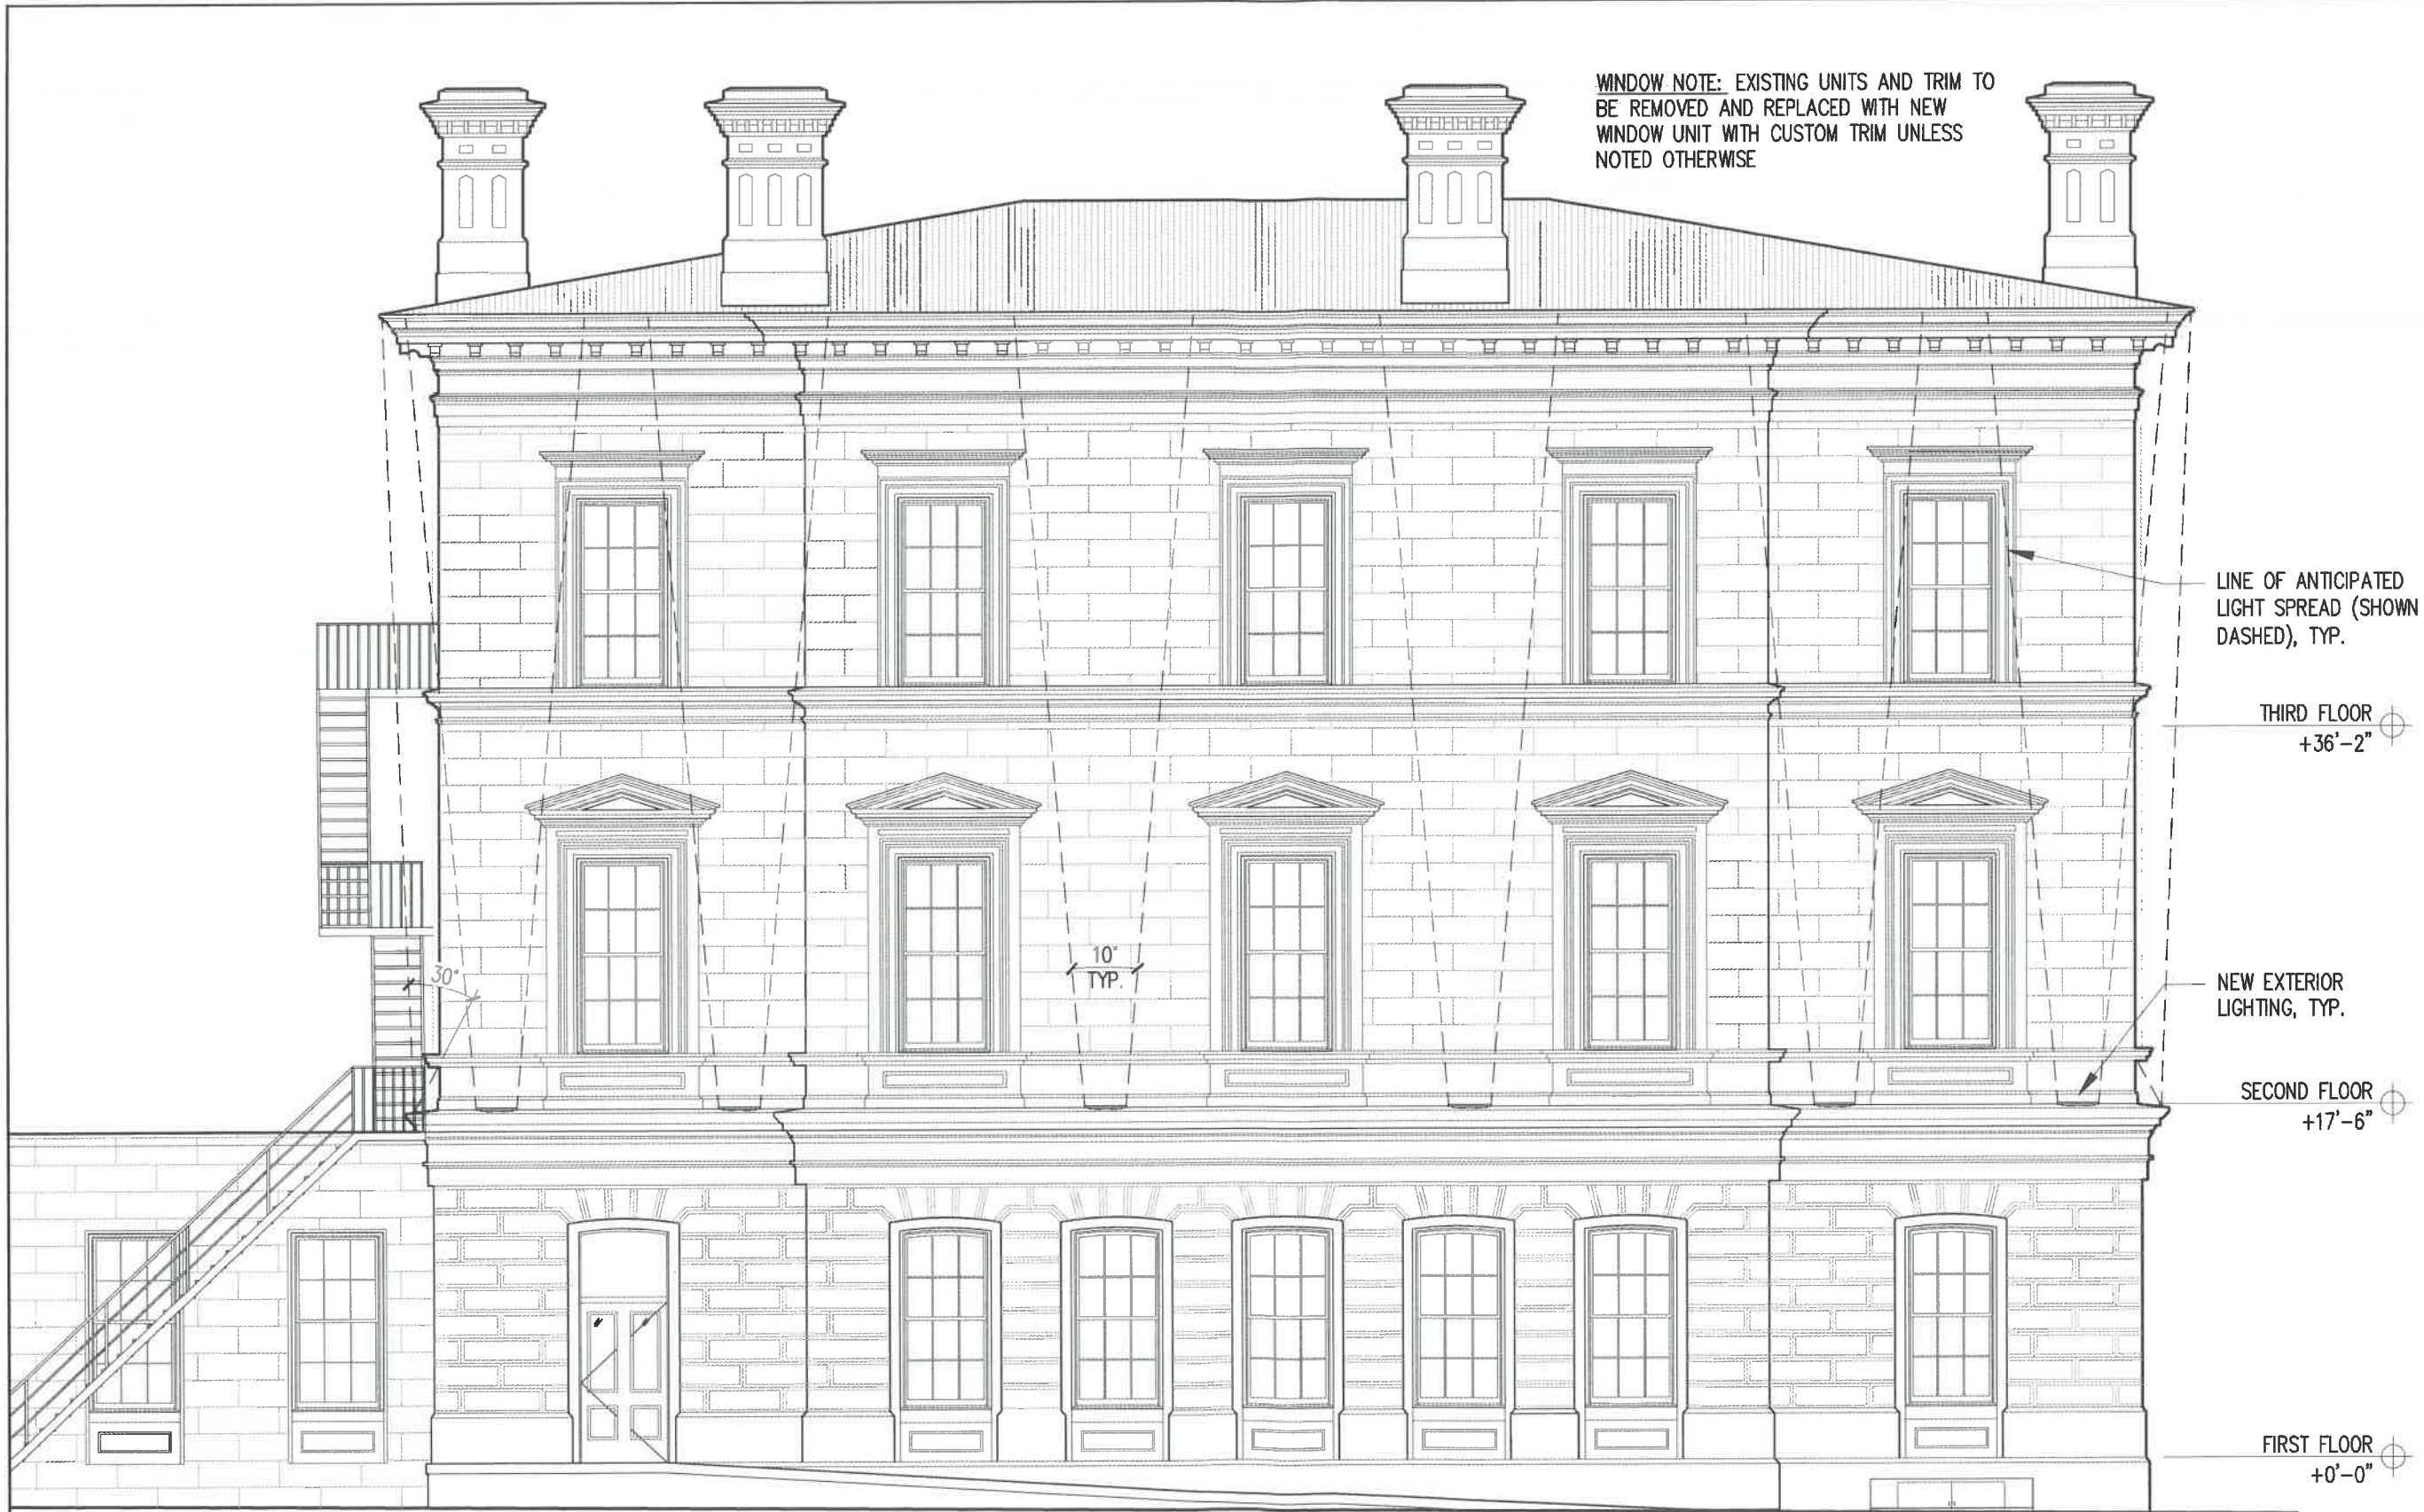 WINDOW NOTE: EXISTING UNITS AND TRIM TO
BE REMOVED AND REPLACED WITH NEW
WINDOW UNIT WITH CUSTOM TRIM UNLESS
NOTED OTHERWISE
LINE OF ANTICIPATED
LIGHT SPREAD (SHOWN
DASHED), TYP.
THIRD FLOOR
+36'-2"
10°
TYP.
30°
NEW EXTERIOR
LIGHTING, TYP.
SECOND FLOOR
+17'-6"
FIRST FLOOR
+0'-0"